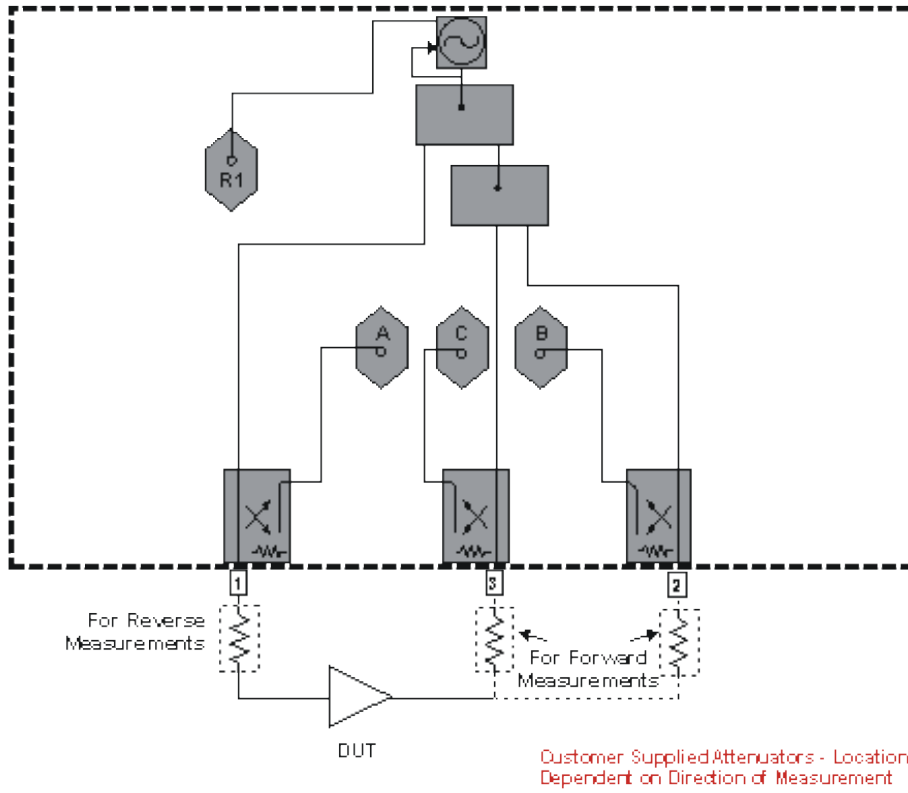 R1
A
C
B
1
3
2
For Reverse
Measurements
For Forward
Measurements
DUT
Customer Supplied Attenuators - Location
Dependent on Direction of Measurement